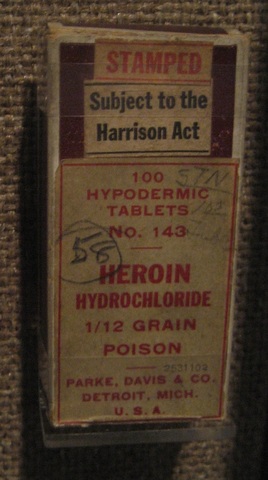 STAMPED
Subject to the
Harrison Act
100
HYPODERMIC
TABLETS
No. 143
58
HEROIN
HYDROCHLORIDE
1/12 GRAIN
POISON
PARKE, DAVIS & CO.
DETROIT, MICH.
U. S. A.